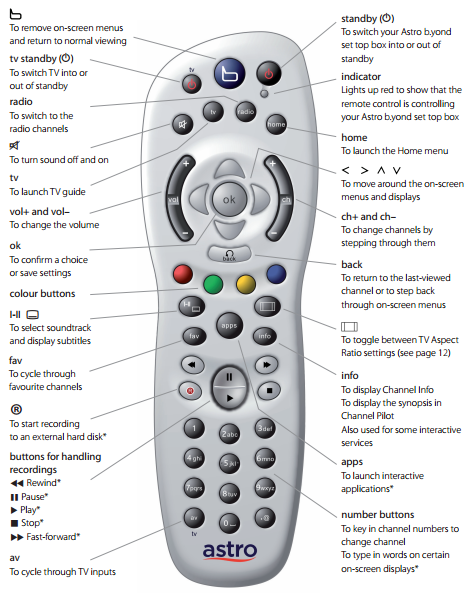 To remove on-screen menus
and return to normal viewing
tv standby (⏻)
To switch TV into or
out of standby
radio
To switch to the
radio channels
To turn sound off and on
tv
To launch TV guide
vol+ and vol–
To change the volume
ok
To confirm a choice
or save settings
colour buttons
I-II
To select soundtrack
and display subtitles
fav
To cycle through
favourite channels
®
To start recording
to an external hard disk*
buttons for handling
recordings
◀◀ Rewind*
▮▮ Pause*
▶ Play*
■ Stop*
▶▶ Fast-forward*
av
To cycle through TV inputs
tv
tv
radio
home
+
vol
–
ok
+
ch
–
back
I-II
fav
apps
info
R
1
2abc
3def
4ghi
5jkl
6mno
7pqrs
8tuv
9wxyz
av
0
tv
astro
standby (⏻)
To switch your Astro b.yond
set top box into or out of
standby
indicator
Lights up red to show that the
remote control is controlling
your Astro b.yond set top box
home
To launch the Home menu
< > ∧ ∨
To move around the on-screen
menus and displays
ch+ and ch–
To change channels by
stepping through them
back
To return to the last-viewed
channel or to step back
through on-screen menus
To toggle between TV Aspect
Ratio settings (see page 12)
info
To display Channel Info
To display the synopsis in
Channel Pilot
Also used for some interactive
services
apps
To launch interactive
applications*
number buttons
To key in channel numbers to
change channel
To type in words on certain
on-screen displays*